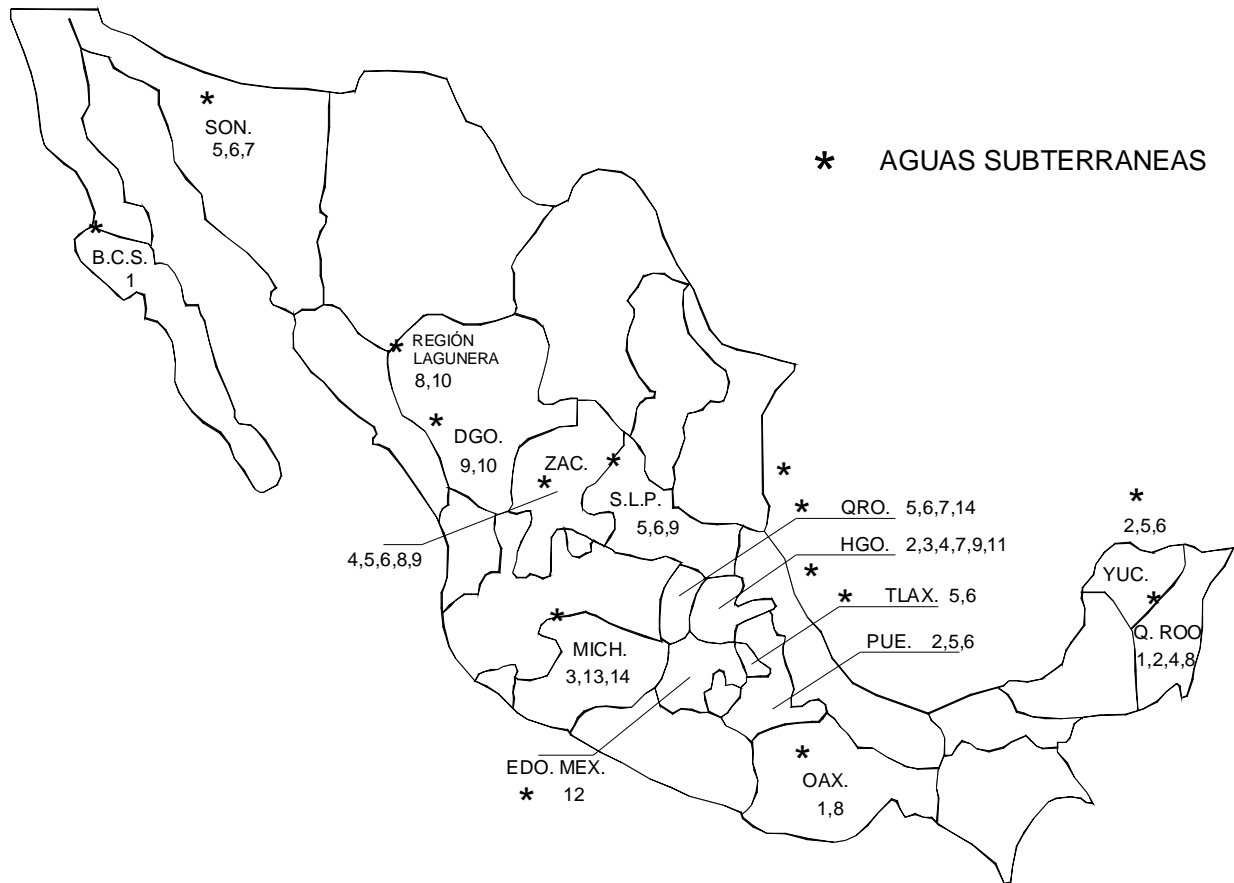 SON.
5,6,7
* AGUAS SUBTERRANEAS
B.C.S.
1
REGIÓN
LAGUNERA
8,10
DGO.
9,10
ZAC.
4,5,6,8,9
S.L.P.
5,6,9
QRO. 5,6,7,14
HGO. 2,3,4,7,9,11
TLAX. 5,6
PUE. 2,5,6
2,5,6
YUC.
Q. ROO
1,2,4,8
MICH.
3,13,14
EDO. MEX.
* 12
OAX.
1,8